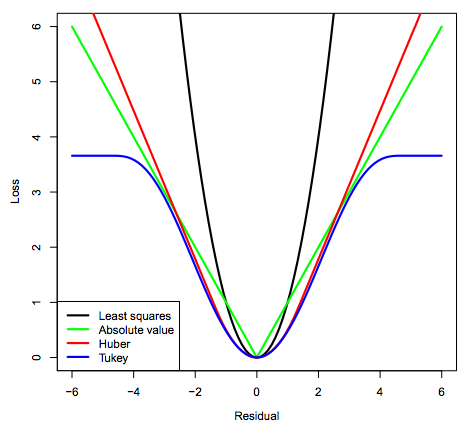 6
5
4
3
2
1
0
Loss
Least squares
Absolute value
Huber
Tukey
−6 −4 −2 0 2 4 6
Residual